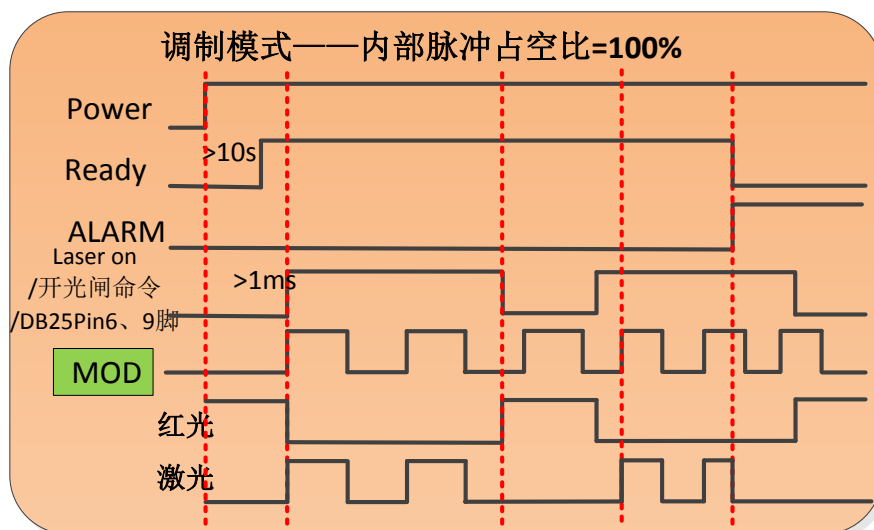 调制模式——内部脉冲占空比=100%
Power
>10s
Ready
ALARM
Laser on
/开光闸命令
>1ms
/DB25Pin6、9脚
MOD
红光
激光